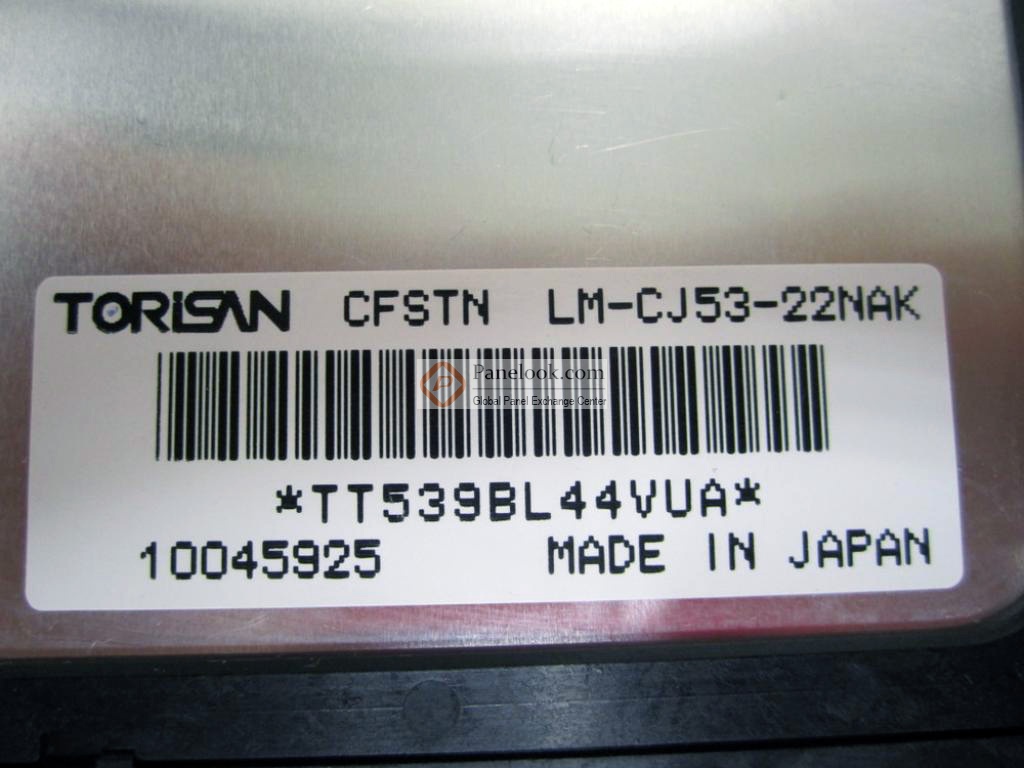 TORISAN CFSTN LM-CJ53-22NAK
Panelook.com
Global Panel Exchange Center
*TT539BL44VUA*
10045925 MADE IN JAPAN